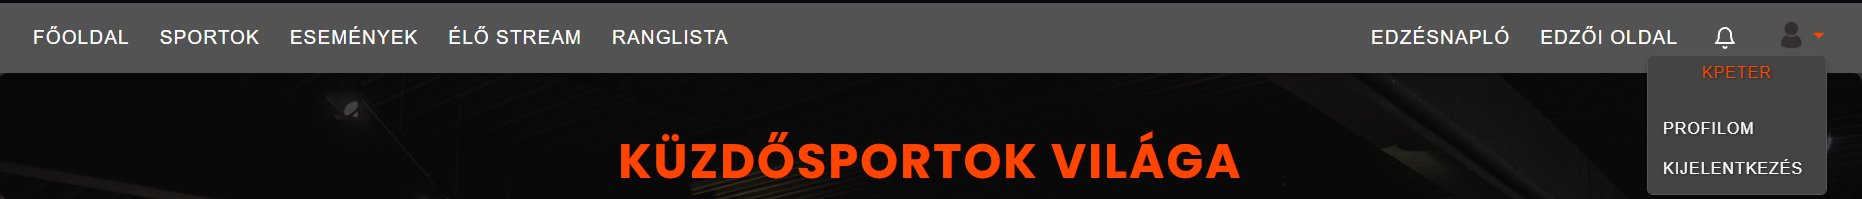 FŐOLDAL SPORTOK ESEMÉNYEK ÉLŐ STREAM RANGLISTA EDZÉSNAPLÓ EDZŐI OLDAL
KPETER
PROFILOM
KIJELENTKEZÉS
KÜZDŐSPORTOK VILÁGA